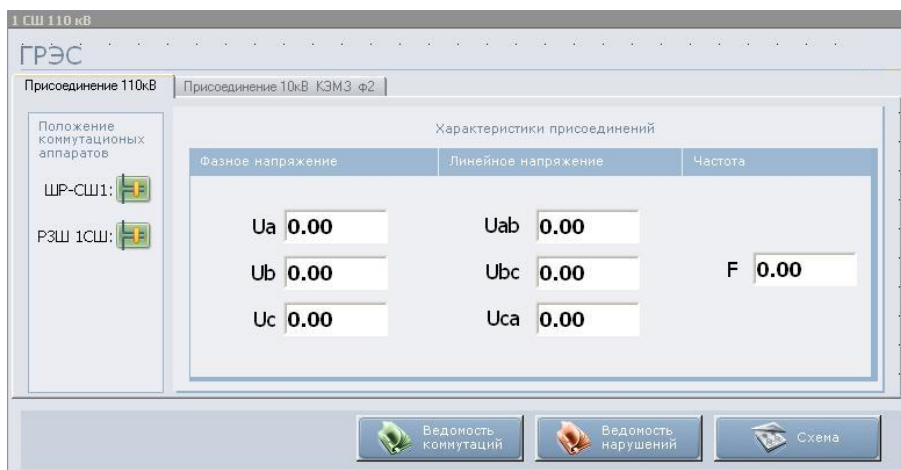 1 СШ 110 кВ
ГРЭС
Присоединение 110кВ
Присоединение 10кВ КЭМЗ ф2
Положение
коммутационых
аппаратов
ШР-СШ1:
РЗШ 1СШ:
Характеристики присоединений
Фазное напряжение
Линейное напряжение
Частота
Ua 0.00
Uab 0.00
Ub 0.00
Ubc 0.00
F 0.00
Uc 0.00
Uca 0.00
Ведомость
коммутаций
Ведомость
нарушений
Схема